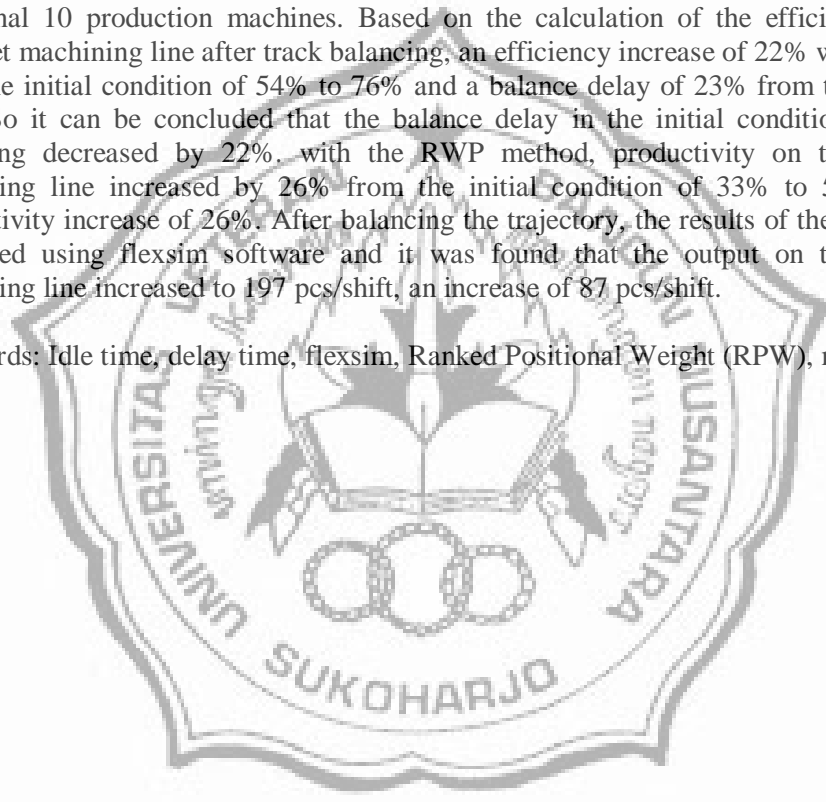 nal 10 production machines. Based on the calculation of the effici
et machining line after track balancing, an efficiency increase of 22% w
e initial condition of 54% to 76% and a balance delay of 23% from t
So it can be concluded that the balance delay in the initial conditio
ng decreased by 22%. with the RWP method, productivity on t
ing line increased by 26% from the initial condition of 33% to 5
tivity increase of 26%. After balancing the trajectory, the results of the
ed using flexsim software and it was found that the output on t
ing line increased to 197 pcs/shift, an increase of 87 pcs/shift.
rds: Idle time, delay time, flexsim, Ranked Positional Weight (RPW),
UNIVERSITAS VETERAN BANGUN NUSANTARA
SUKOHARJO